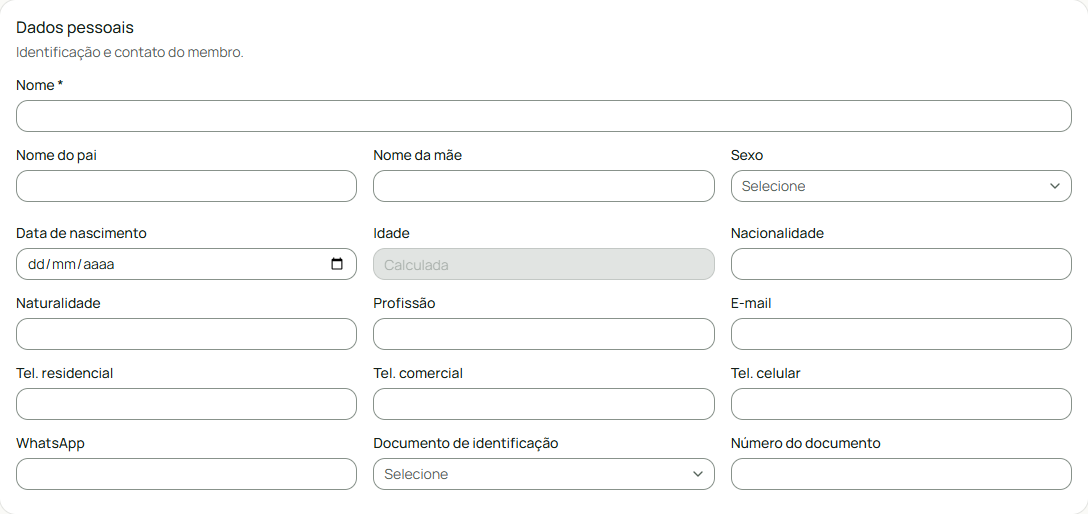 Dados pessoais
Identificação e contato do membro.
Nome *
Nome do pai
Nome da mãe
Sexo
Selecione
Data de nascimento
Idade
Nacionalidade
dd/mm/aaaa
Calculada
Naturalidade
Profissão
E-mail
Tel. residencial
Tel. comercial
Tel. celular
WhatsApp
Documento de identificação
Número do documento
Selecione